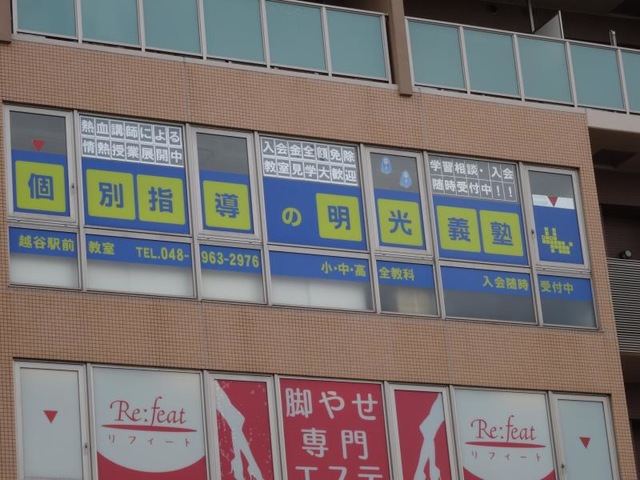 熱血講師による
情熱授業展開中
入会金全額免除
教室見学大歓迎
学習相談・入会
随時受付中!!
個別指導の明光義塾
越谷駅前 教室 TEL.048-963-2976 小・中・高 全教科 入会随時受付中
Re:feat
リフィート
脚やせ
専門
エステ
Re:feat
リフィート